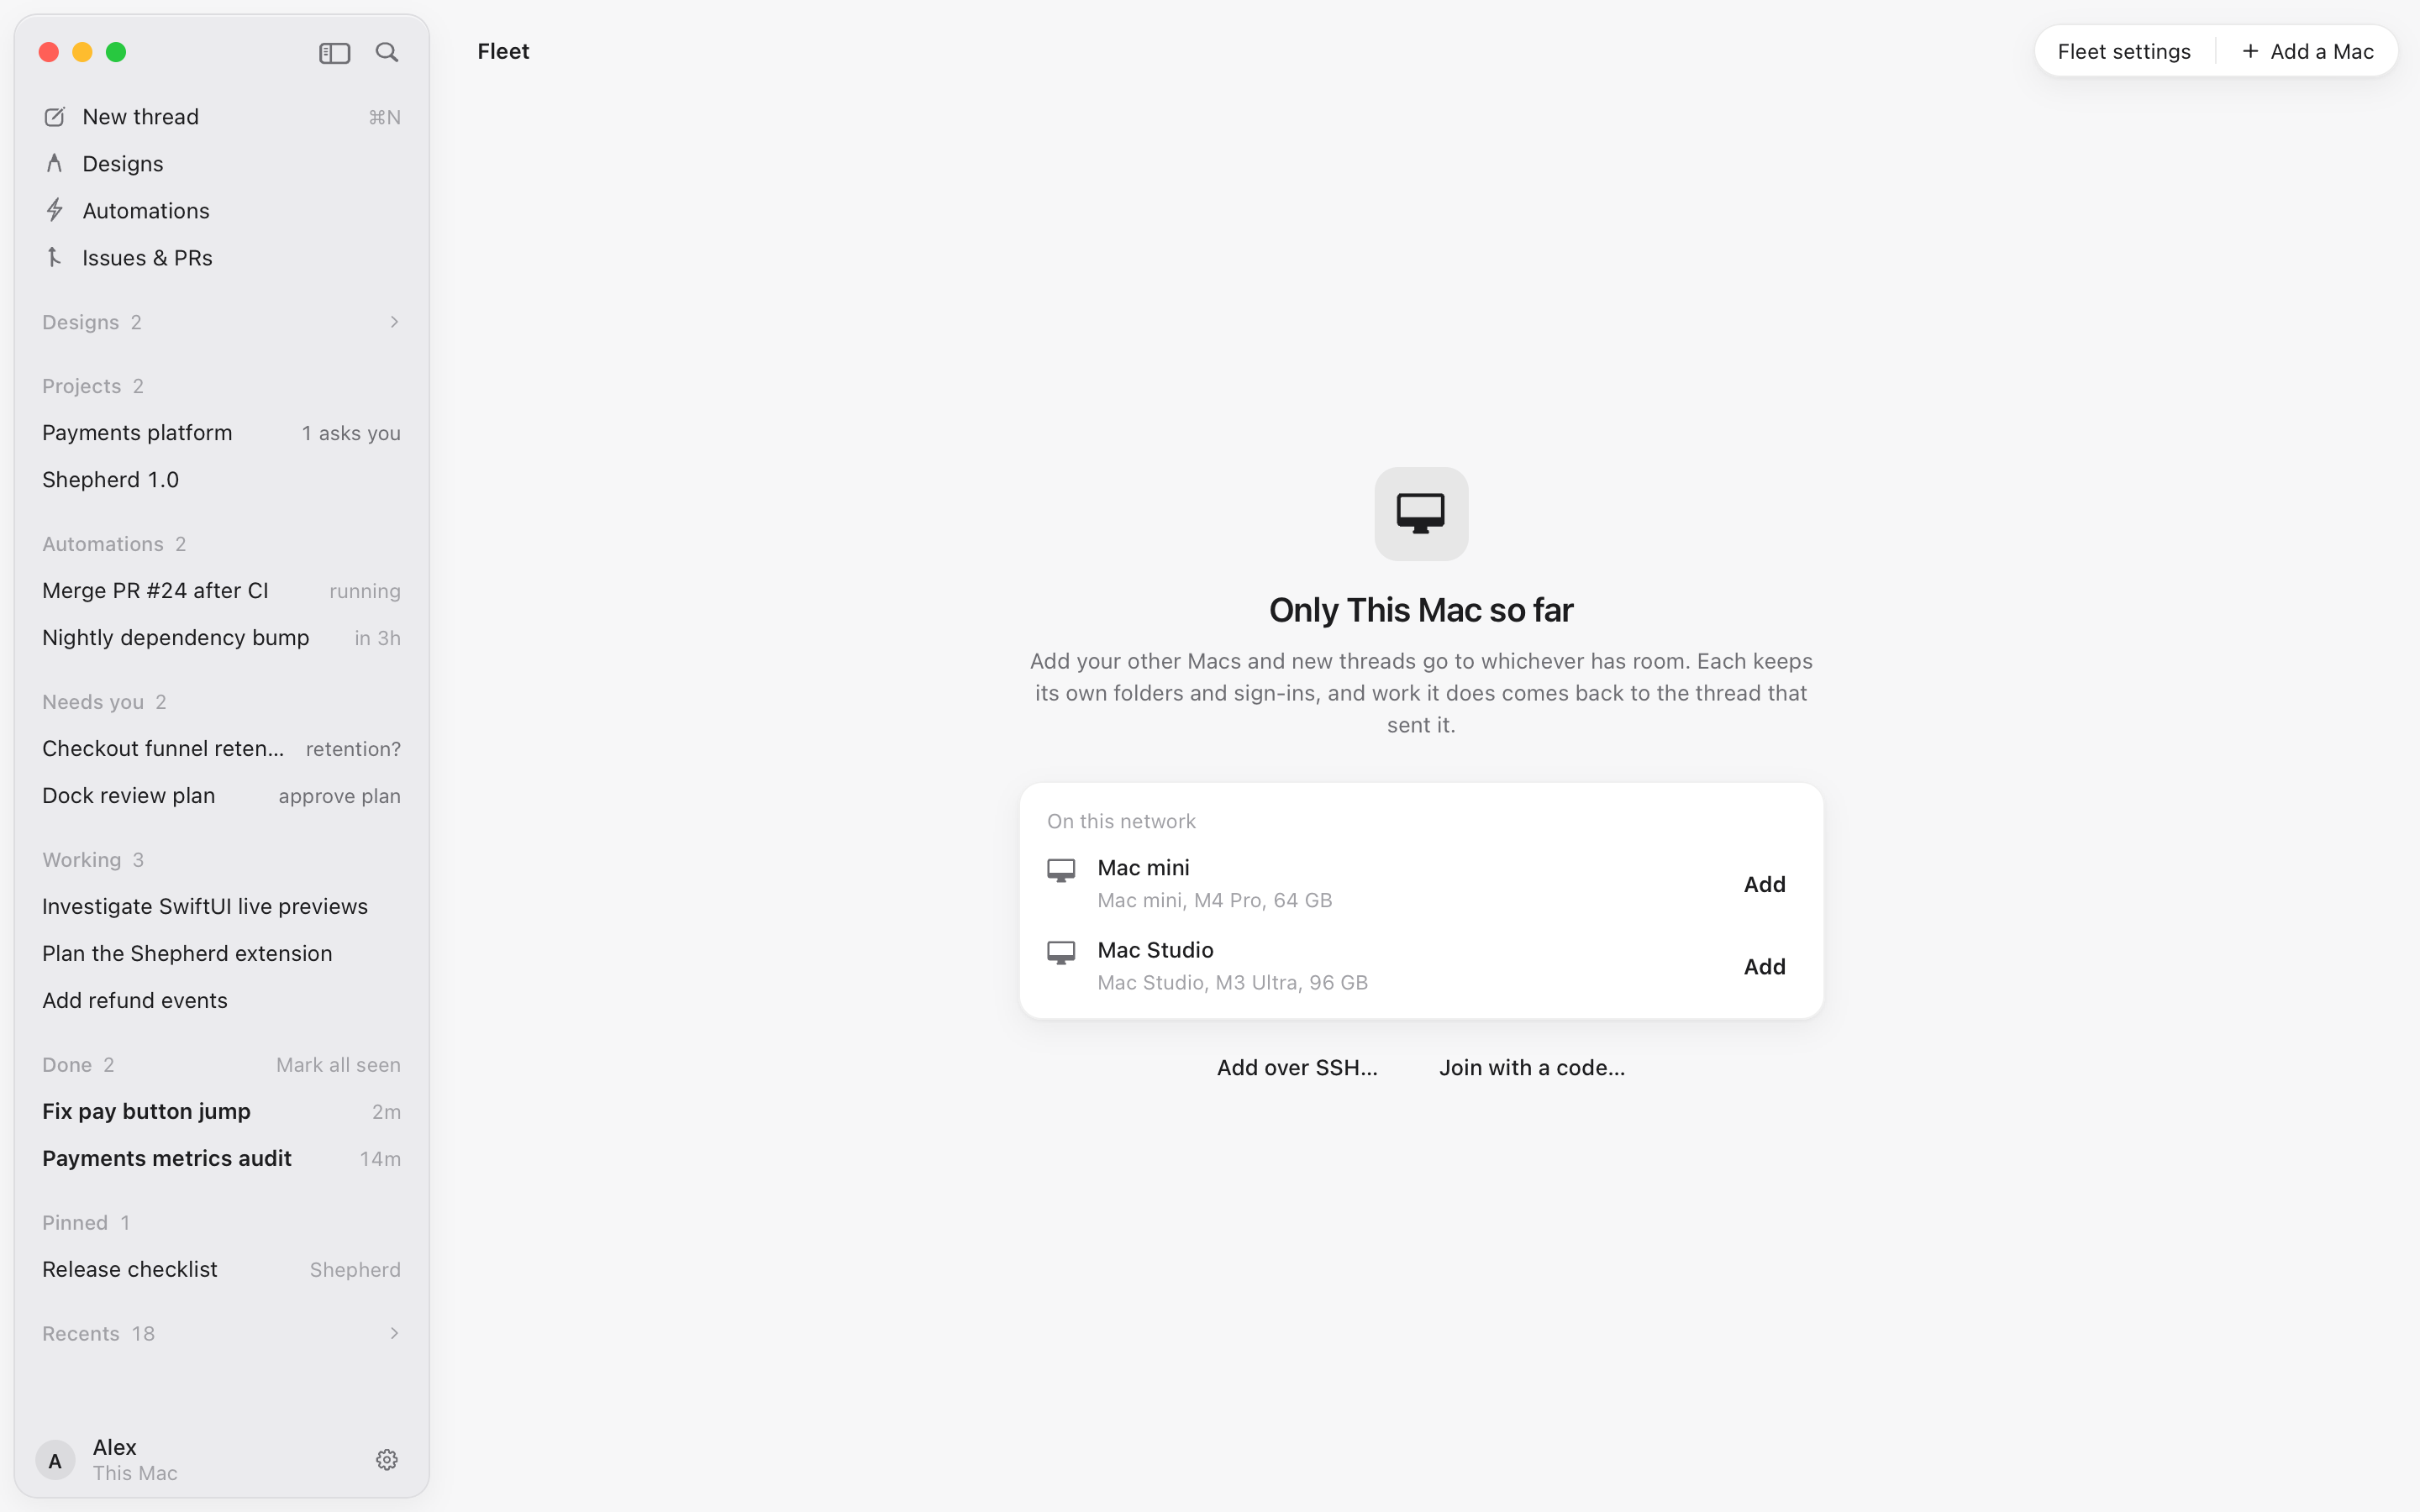 New thread ⌘N
Designs
Automations
Issues & PRs
Designs 2
Projects 2
Payments platform 1 asks you
Shepherd 1.0
Automations 2
Merge PR #24 after CI running
Nightly dependency bump in 3h
Needs you 2
Checkout funnel reten... retention?
Dock review plan approve plan
Working 3
Investigate SwiftUI live previews
Plan the Shepherd extension
Add refund events
Done 2 Mark all seen
Fix pay button jump 2m
Payments metrics audit 14m
Pinned 1
Release checklist Shepherd
Recents 18
A
Alex
This Mac
Fleet
Fleet settings + Add a Mac
Only This Mac so far
Add your other Macs and new threads go to whichever has room. Each keeps
its own folders and sign-ins, and work it does comes back to the thread that
sent it.
On this network
Mac mini
Mac mini, M4 Pro, 64 GB
Add
Mac Studio
Mac Studio, M3 Ultra, 96 GB
Add
Add over SSH... Join with a code...